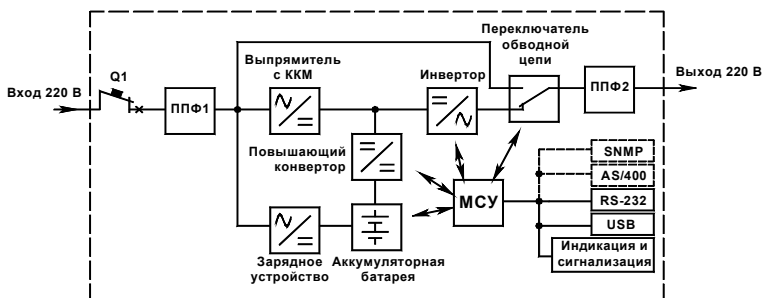 Переключатель
обводной
цепи
Q1
Выпрямитель
с ККМ
Инвертор
Вход 220 В
Выход 220 В
ППФ1
ППФ2
Повышающий
конвертор
SNMP
AS/400
МСУ
RS-232
USB
Индикация и
сигнализация
Зарядное
устройство
Аккумуляторная
батарея